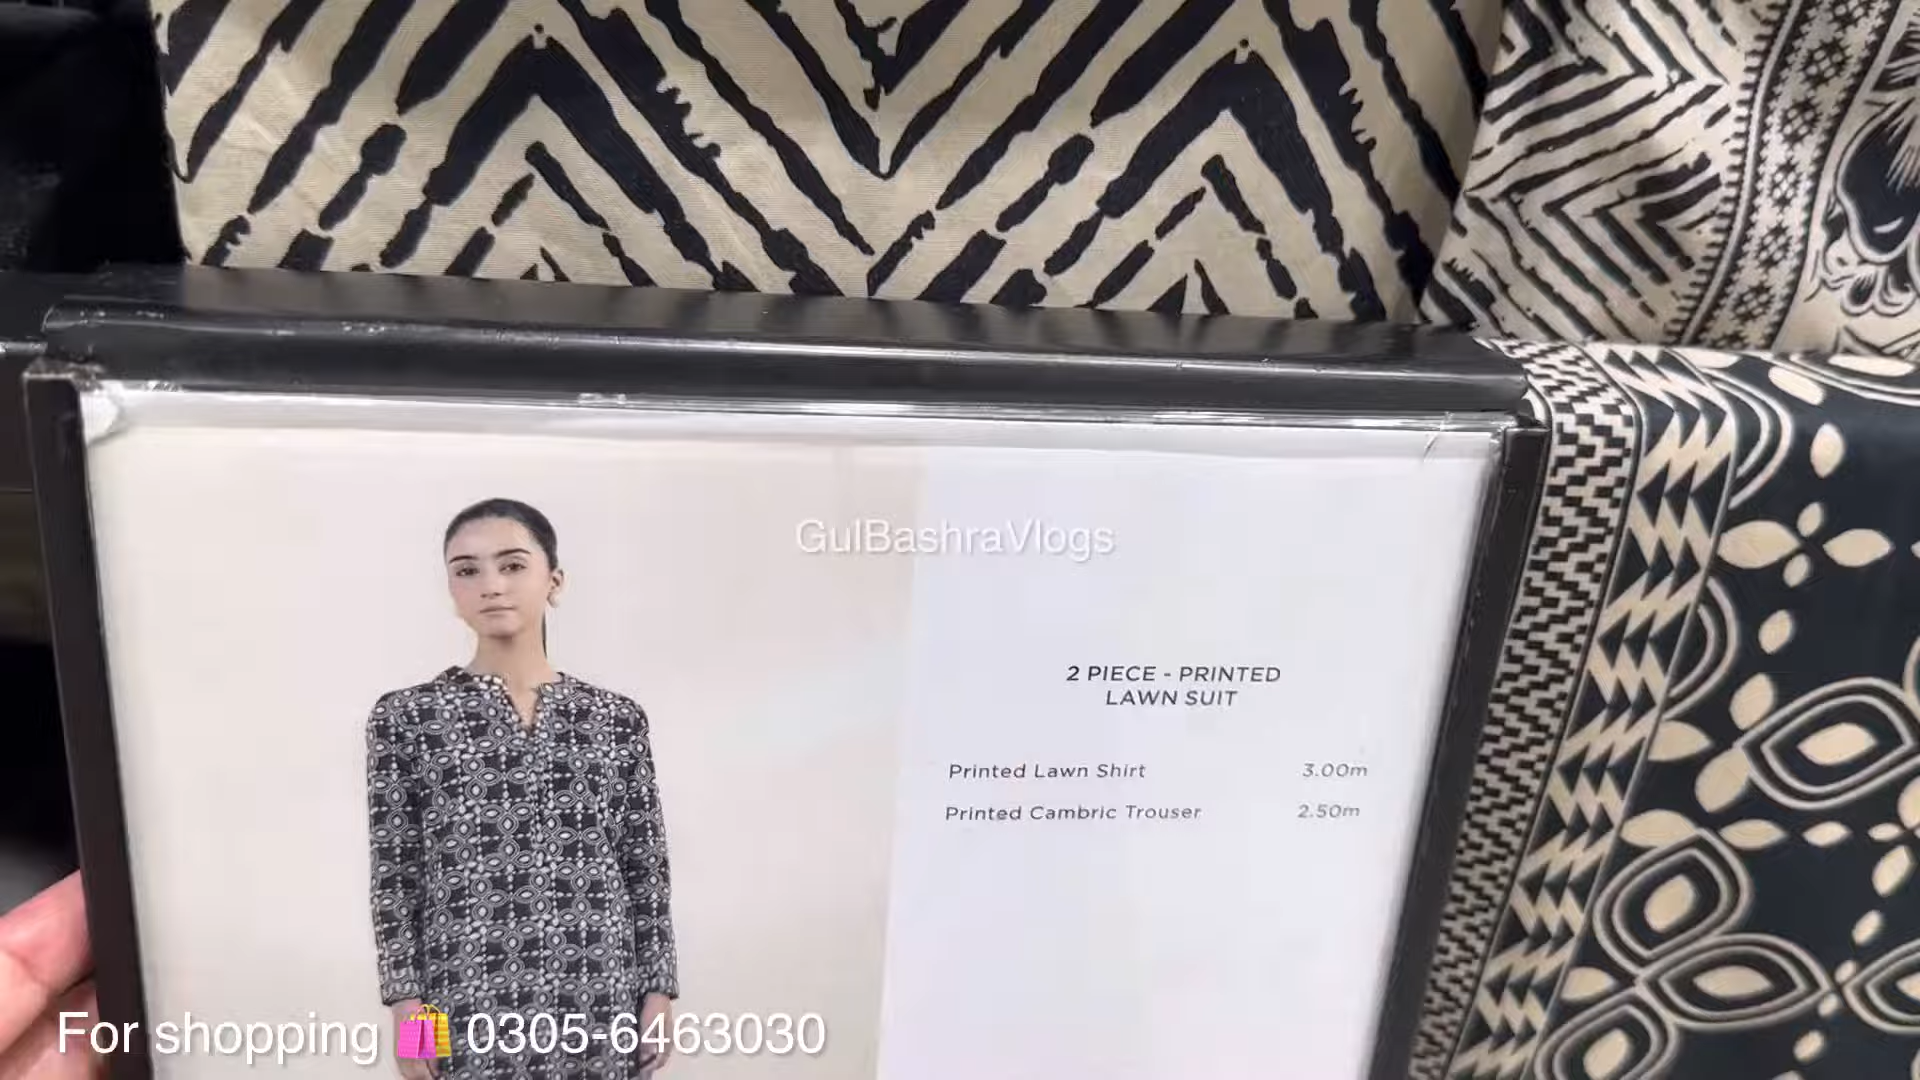 GulBashraVlogs
2 PIECE - PRINTED
LAWN SUIT
Printed Lawn Shirt 3.00m
Printed Cambric Trouser 2.50m
For shopping 🛍️ 0305-6463030